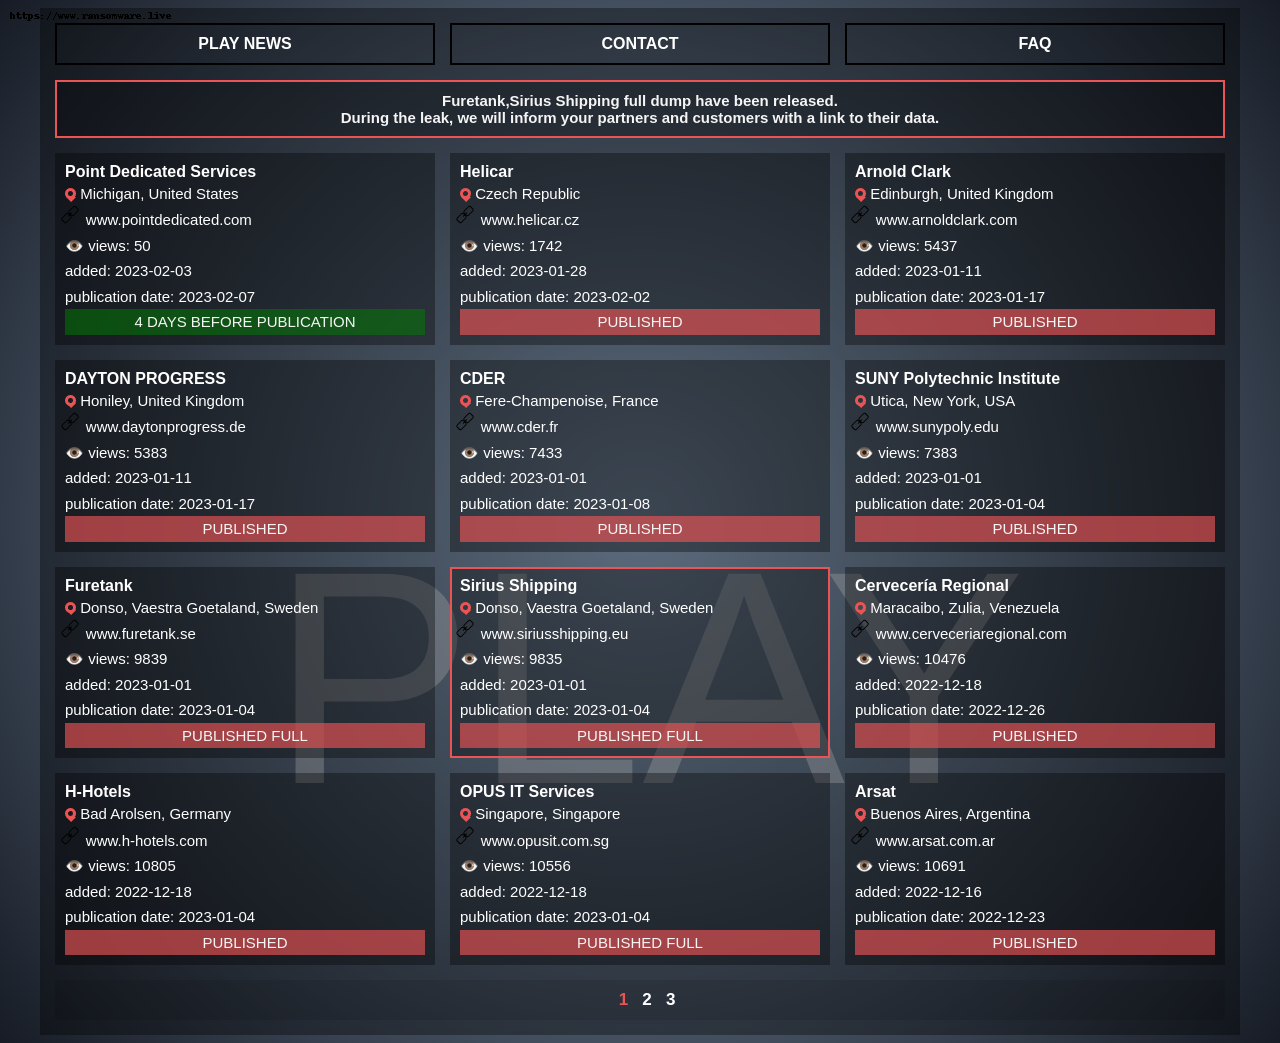 https://www.ransomware.live
PLAY NEWS
CONTACT
FAQ
Furetank,Sirius Shipping full dump have been released.
During the leak, we will inform your partners and customers with a link to their data.
Point Dedicated Services
Michigan, United States
www.pointdedicated.com
views: 50
added: 2023-02-03
publication date: 2023-02-07
4 DAYS BEFORE PUBLICATION
Helicar
Czech Republic
www.helicar.cz
views: 1742
added: 2023-01-28
publication date: 2023-02-02
PUBLISHED
Arnold Clark
Edinburgh, United Kingdom
www.arnoldclark.com
views: 5437
added: 2023-01-11
publication date: 2023-01-17
PUBLISHED
DAYTON PROGRESS
Honiley, United Kingdom
www.daytonprogress.de
views: 5383
added: 2023-01-11
publication date: 2023-01-17
PUBLISHED
CDER
Fere-Champenoise, France
www.cder.fr
views: 7433
added: 2023-01-01
publication date: 2023-01-08
PUBLISHED
SUNY Polytechnic Institute
Utica, New York, USA
www.sunypoly.edu
views: 7383
added: 2023-01-01
publication date: 2023-01-04
PUBLISHED
Furetank
Donso, Vaestra Goetaland, Sweden
www.furetank.se
views: 9839
added: 2023-01-01
publication date: 2023-01-04
PUBLISHED FULL
Sirius Shipping
Donso, Vaestra Goetaland, Sweden
www.siriusshipping.eu
views: 9835
added: 2023-01-01
publication date: 2023-01-04
PUBLISHED FULL
Cervecería Regional
Maracaibo, Zulia, Venezuela
www.cerveceriaregional.com
views: 10476
added: 2022-12-18
publication date: 2022-12-26
PUBLISHED
PLAY
H-Hotels
Bad Arolsen, Germany
www.h-hotels.com
views: 10805
added: 2022-12-18
publication date: 2023-01-04
PUBLISHED
OPUS IT Services
Singapore, Singapore
www.opusit.com.sg
views: 10556
added: 2022-12-18
publication date: 2023-01-04
PUBLISHED FULL
Arsat
Buenos Aires, Argentina
www.arsat.com.ar
views: 10691
added: 2022-12-16
publication date: 2022-12-23
PUBLISHED
1 2 3